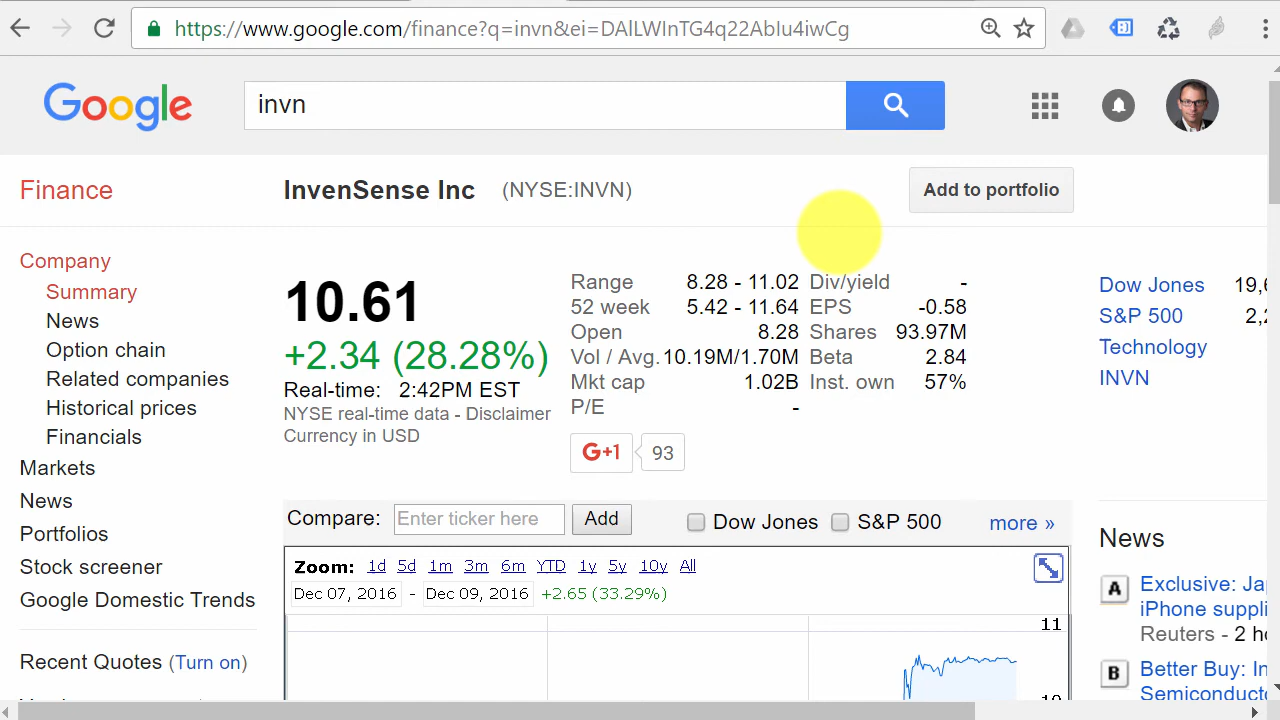 https://www.google.com/finance?q=invn&ei=DAlLWInTG4q22AbIu4iwCg
Google
invn
Finance
InvenSense Inc (NYSE:INVN)
Add to portfolio
Company
Summary
News
Option chain
Related companies
Historical prices
Financials
Markets
News
Portfolios
Stock screener
Google Domestic Trends
Recent Quotes (Turn on)
10.61
+2.34 (28.28%)
Real-time: 2:42PM EST
NYSE real-time data - Disclaimer
Currency in USD
Range 8.28 - 11.02 Div/yield -
52 week 5.42 - 11.64 EPS -0.58
Open 8.28 Shares 93.97M
Vol / Avg. 10.19M/1.70M Beta 2.84
Mkt cap 1.02B Inst. own 57%
P/E -
G+1 93
Dow Jones 19,
S&P 500 2,
Technology
INVN
Compare: Enter ticker here Add Dow Jones S&P 500 more »
Zoom: 1d 5d 1m 3m 6m YTD 1y 5y 10y All
Dec 07, 2016 Dec 09, 2016 +2.65 (33.29%)
11
News
A Exclusive: Ja
iPhone suppli
Reuters - 2 h
B Better Buy: In
Semiconduct